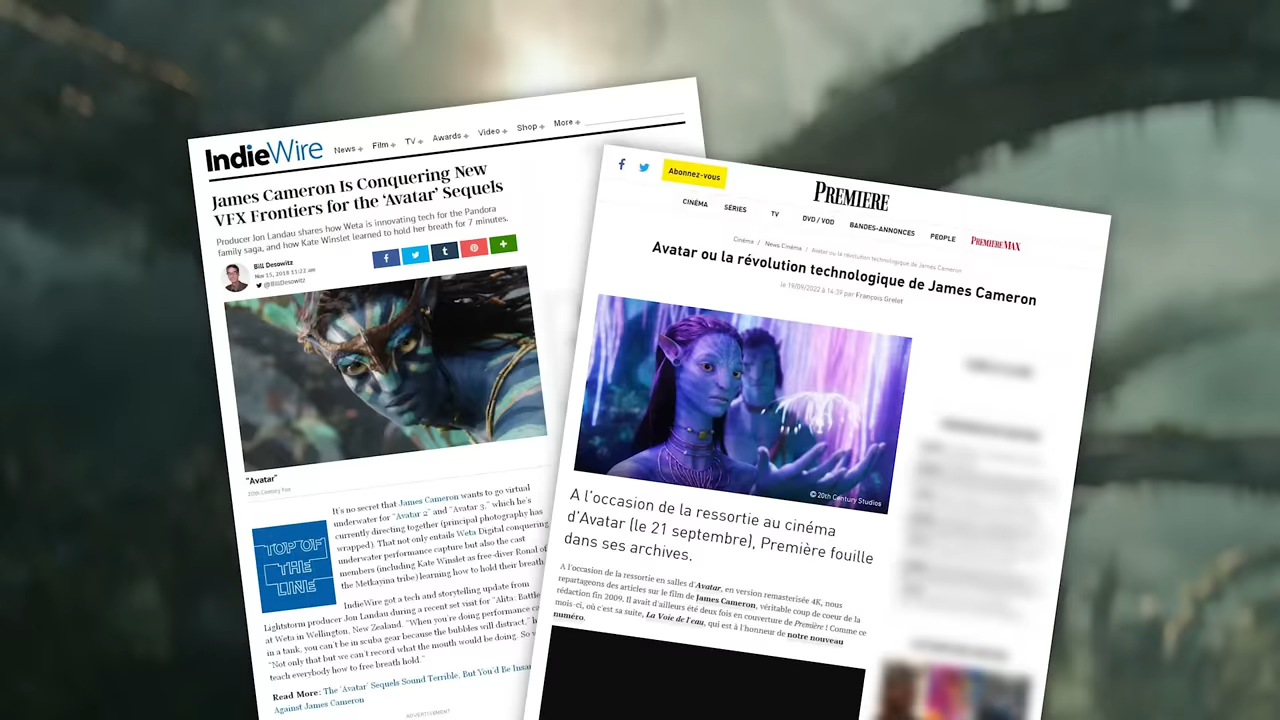 IndieWire
News + Film + TV + Awards + Video + Shop + More +
James Cameron Is Conquering New
VFX Frontiers for the ‘Avatar’ Sequels
Producer Jon Landau shares how Weta is innovating tech for the Pandora
family saga, and how Kate Winslet learned to hold her breath for 7 minutes.
Bill Desowitz
Nov 15, 2018 11:22 am
@BillDesowitz
"Avatar"
20th Century Fox
TOP OF
THE
LINE
It's no secret that James Cameron wants to go virtual
underwater for "Avatar 2" and "Avatar 3," which he's
currently directing together (principal photography has
wrapped). That not only entails Weta Digital conquering
underwater performance capture but also the cast
members (including Kate Winslet as free-diver Ronal of
the Metkayina tribe) learning how to hold their breath
IndieWire got a tech and storytelling update from
Lightstorm producer Jon Landau during a recent set visit for "Alita: Battle
at Weta in Wellington, New Zealand. "When you're doing performance
in a tank, you can't be in scuba gear because the bubbles will distract,"
"Not only that but we can't record what the mouth would be doing. So
teach everybody how to free breath hold."
Read More: The 'Avatar' Sequels Sound Terrible, But You'd Be
Against James Cameron
ADVERTISEMENT
Abonnez-vous
PREMIERE
CINÉMA SÉRIES TV DVD / VOD BANDES-ANNONCES PEOPLE PREMIEREMAX
Cinéma / News Cinéma / Avatar ou la révolution technologique de James Cameron
Avatar ou la révolution technologique de James Cameron
le 19/09/2022 à 14:39 par François Grelet
© 20th Century Studios
A l'occasion de la ressortie au cinéma
d'Avatar (le 21 septembre), Première fouille
dans ses archives.
A l'occasion de la ressortie en salles d'Avatar, en version remasterisée 4K, nous
repartageons des articles sur le film de James Cameron, véritable coup de coeur de la
rédaction fin 2009. Il avait d'ailleurs été deux fois en couverture de Première ! Comme ce
mois-ci, où c'est sa suite, La Voie de l'eau, qui est à l'honneur de notre nouveau
numéro.